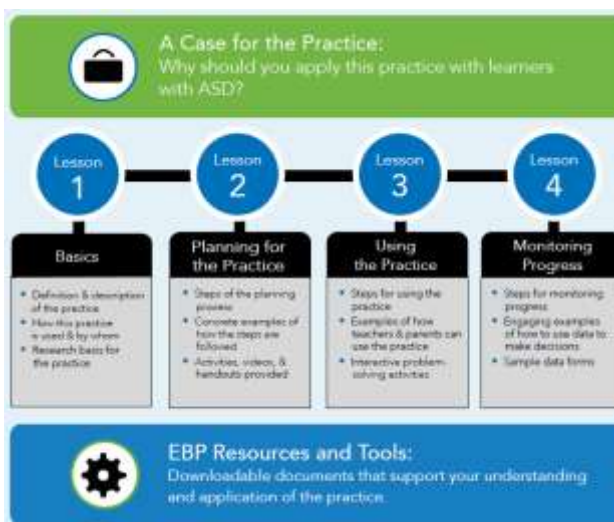 A Case for the Practice:
Why should you apply this practice with learners
with ASD?
Lesson
1
Lesson
2
Lesson
3
Lesson
4
Basics
• Definition & description
of the practice
• How this practice
is used & by whom
• Research basis for
the practice
Planning for
the Practice
• Steps of the planning
process
• Concrete examples of
how the steps are
followed
• Activities, videos, &
handouts provided
Using
the Practice
• Steps for using the
practice
• Examples of how
teachers & parents can
use the practice
• Interactive problem-
solving activities
Monitoring
Progress
• Steps for monitoring
progress
• Engaging examples
of how to use data to
make decisions
• Sample data forms
EBP Resources and Tools:
Downloadable documents that support your understanding
and application of the practice.